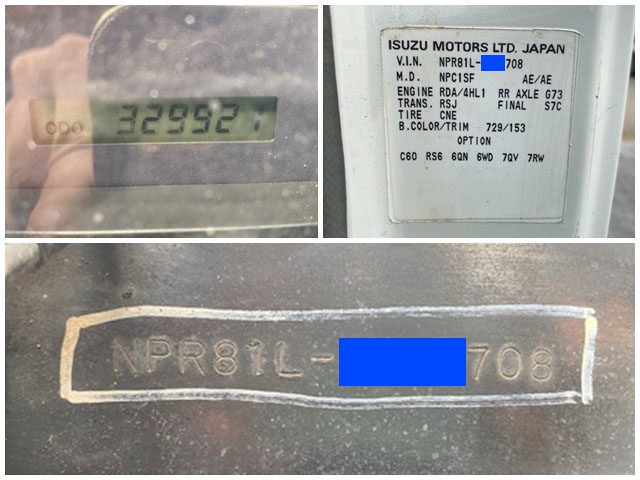 ODO 329921
ISUZU MOTORS LTD. JAPAN
V.I.N. NPR81L- 708
M.D. NPC1SF AE/AE
ENGINE RDA/4HL1 RR AXLE G73
TRANS. RSJ FINAL S7C
TIRE CNE
B.COLOR/TRIM 729/153
OPTION
C60 RS6 6QN 6WD 7QV 7RW
NPR81L- 708